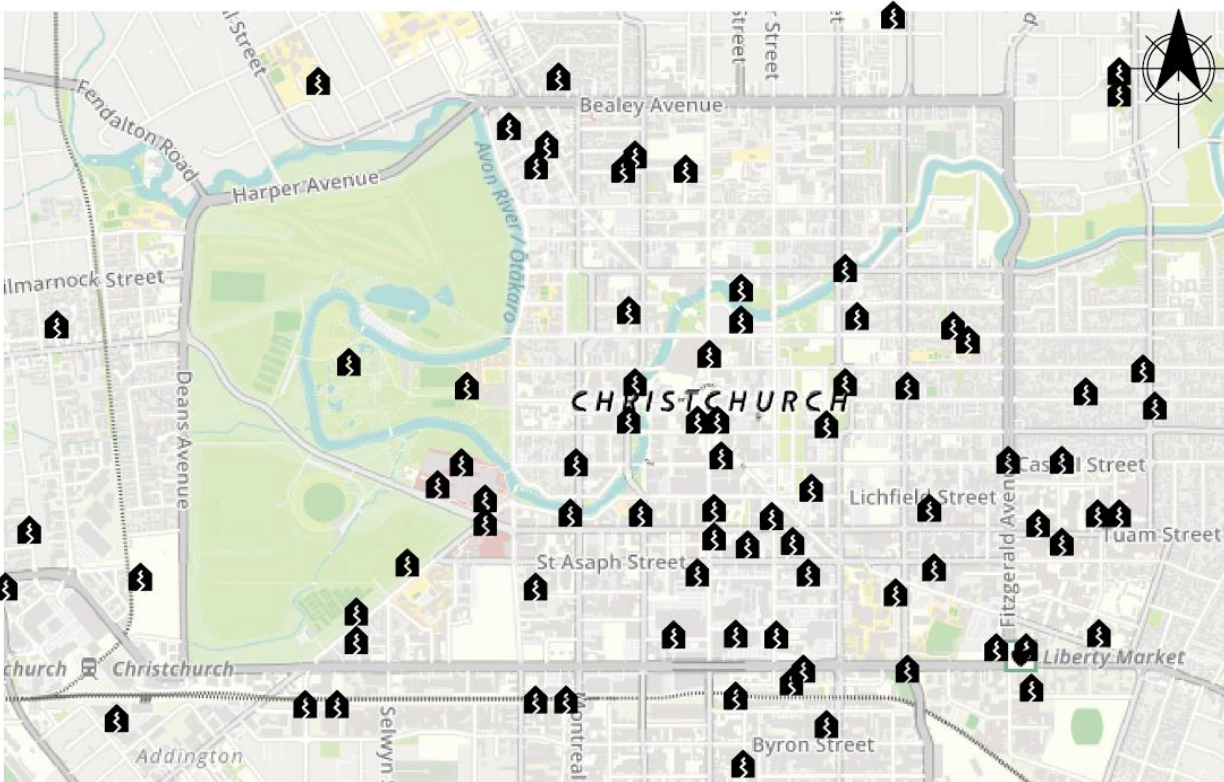 Fendalton Road
Bealey Avenue
Harper Avenue
Avon River / Ōtākaro
ilmarnock Street
Deans Avenue
CHRISTCHURCH
Street
Street
Lichfield Street
Fitzgerald Avenu
Tuam Street
St Asaph Street
church
Christchurch
Liberty Market
Selwyn
Montreal
Addington
Byron Street